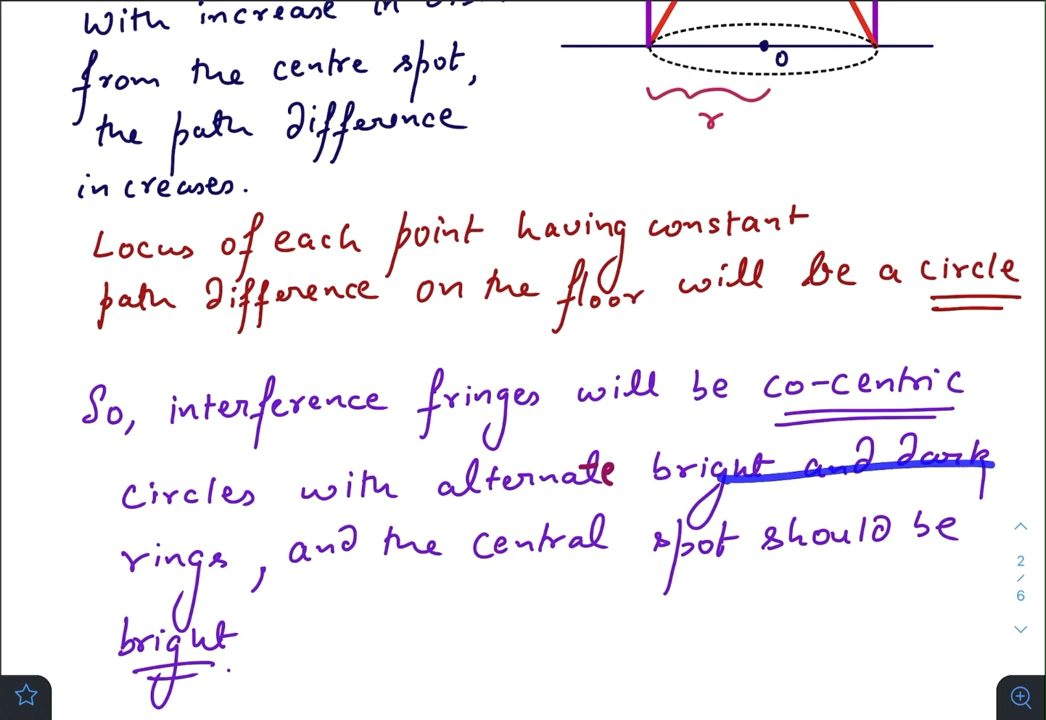 with increase in
from the centre spot,
the path difference
increases.
O
r
Locus of each point having constant
path difference on the floor will be a circle
So, interference fringes will be co-centric
circles with alternate bright and dark
rings, and the central spot should be
bright.
2
/
6